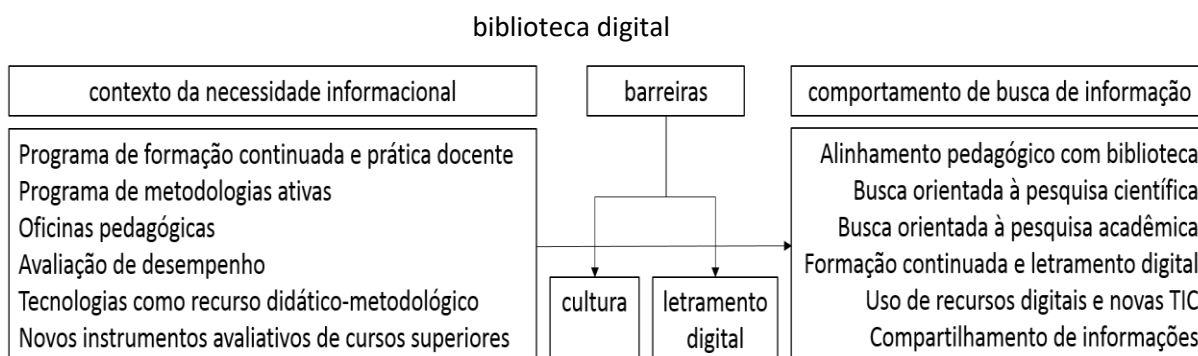 biblioteca digital
contexto da necessidade informacional
barreiras
comportamento de busca de informação
Programa de formação continuada e prática docente
Programa de metodologias ativas
Oficinas pedagógicas
Avaliação de desempenho
Tecnologias como recurso didático-metodológico
Novos instrumentos avaliativos de cursos superiores
cultura
letramento
digital
Alinhamento pedagógico com biblioteca
Busca orientada à pesquisa científica
Busca orientada à pesquisa acadêmica
Formação continuada e letramento digital
Uso de recursos digitais e novas TIC
Compartilhamento de informações